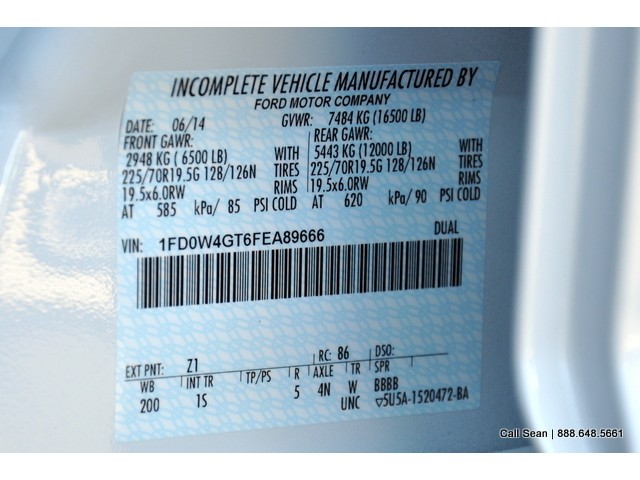 INCOMPLETE VEHICLE MANUFACTURED BY
FORD MOTOR COMPANY
DATE: 06/14 GVWR: 7484 KG (16500 LB)
FRONT GAWR: REAR GAWR:
2948 KG ( 6500 LB) WITH 5443 KG (12000 LB) WITH
225/70R19.5G 128/126N TIRES 225/70R19.5G 128/126N TIRES
19.5x6.0RW RIMS 19.5x6.0RW RIMS
AT 585 kPa/ 85 PSI COLD AT 620 kPa/ 90 PSI COLD
VIN: 1FD0W4GT6FEA89666 DUAL
EXT PNT: Z1 RC: 86 DSO:
WB INT TR TP/PS R AXLE TR SPR
200 1S 5 4N W BBBB
UNC ▽5U5A-1520472-BA
Call Sean | 888.648.5661